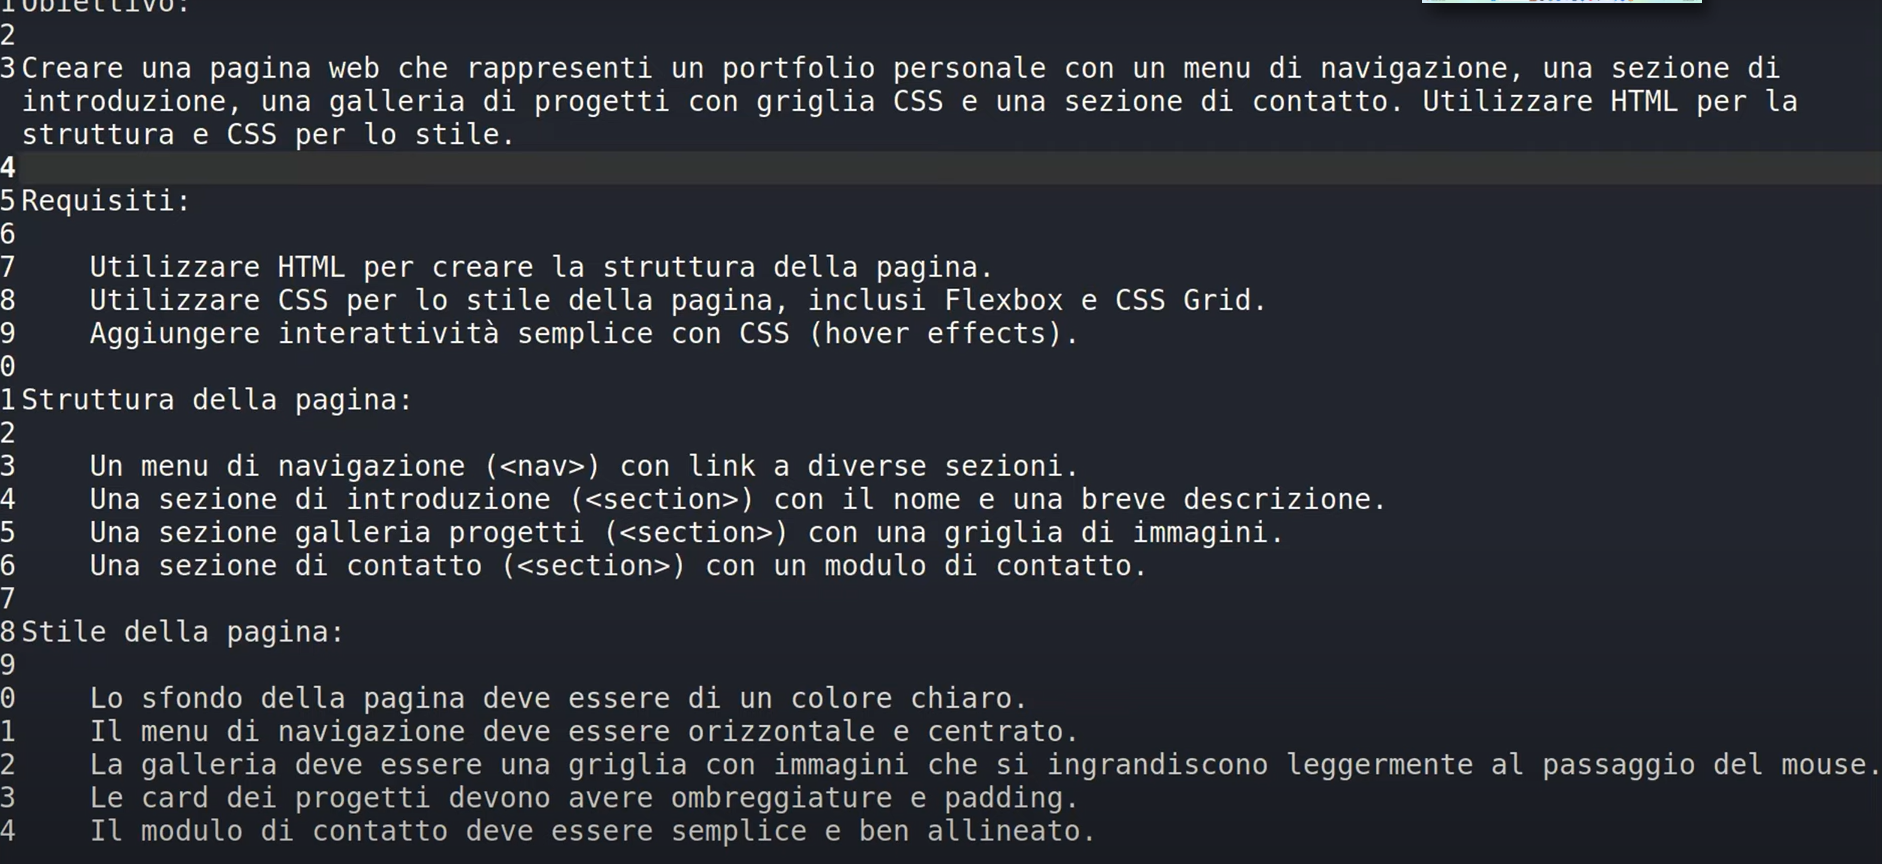 1Obiettivo:
2
3Creare una pagina web che rappresenti un portfolio personale con un menu di navigazione, una sezione di
introduzione, una galleria di progetti con griglia CSS e una sezione di contatto. Utilizzare HTML per la
struttura e CSS per lo stile.
4
5Requisiti:
6
7 Utilizzare HTML per creare la struttura della pagina.
8 Utilizzare CSS per lo stile della pagina, inclusi Flexbox e CSS Grid.
9 Aggiungere interattività semplice con CSS (hover effects).
0
1Struttura della pagina:
2
3 Un menu di navigazione (<nav>) con link a diverse sezioni.
4 Una sezione di introduzione (<section>) con il nome e una breve descrizione.
5 Una sezione galleria progetti (<section>) con una griglia di immagini.
6 Una sezione di contatto (<section>) con un modulo di contatto.
7
8Stile della pagina:
9
0 Lo sfondo della pagina deve essere di un colore chiaro.
1 Il menu di navigazione deve essere orizzontale e centrato.
2 La galleria deve essere una griglia con immagini che si ingrandiscono leggermente al passaggio del mouse.
3 Le card dei progetti devono avere ombreggiature e padding.
4 Il modulo di contatto deve essere semplice e ben allineato.